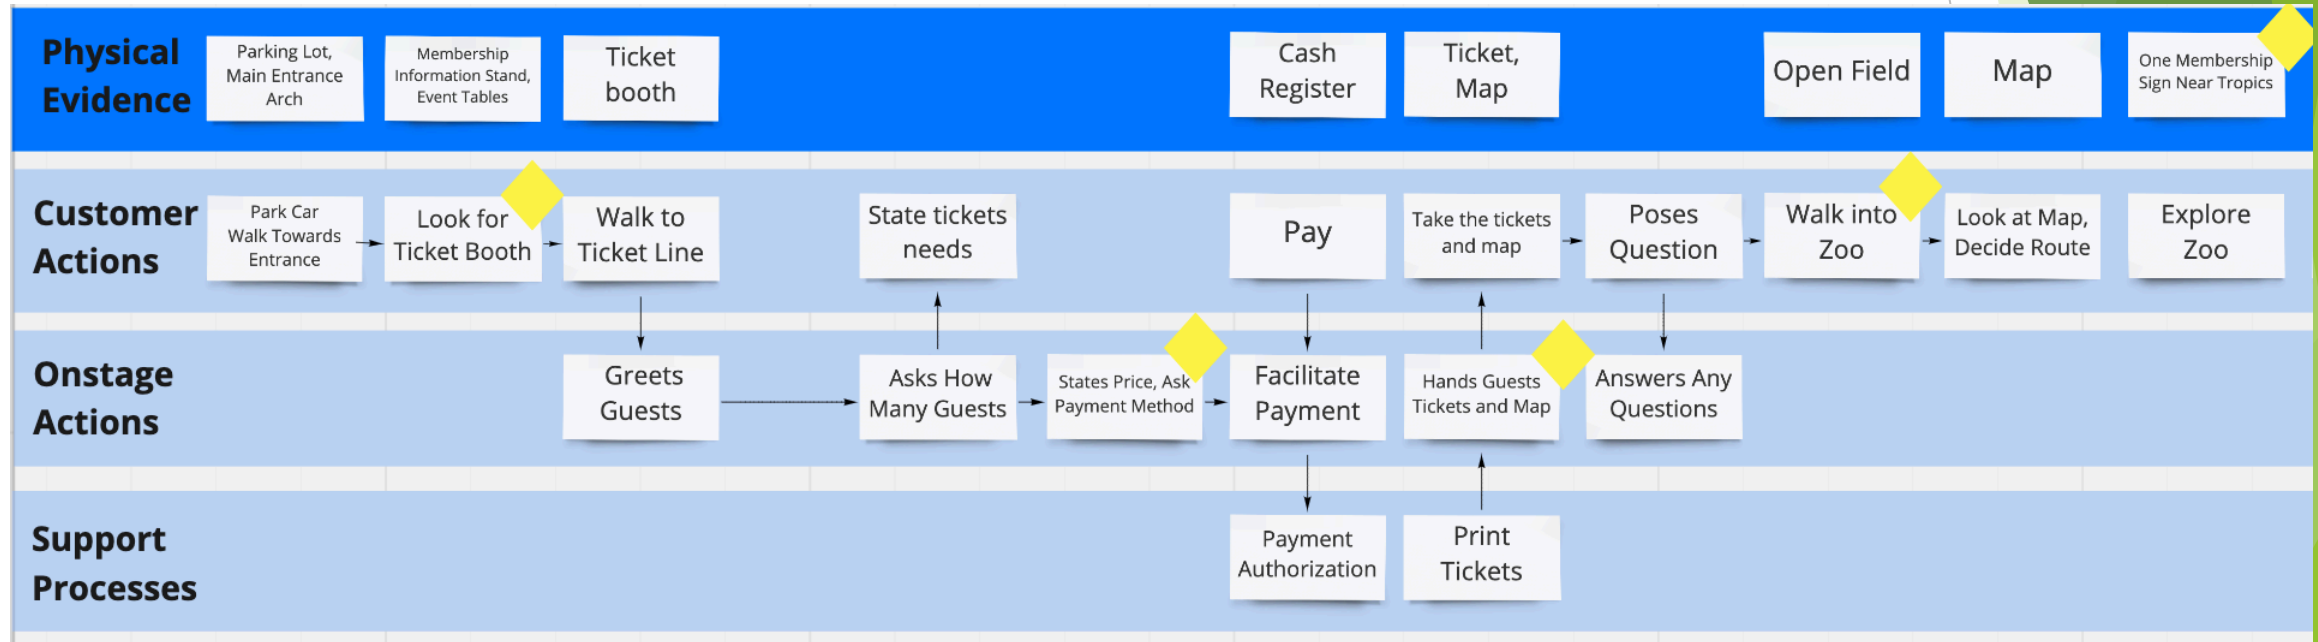 Physical
Evidence
Parking Lot,
Main Entrance
Arch
Membership
Information Stand,
Event Tables
Ticket
booth
Cash
Register
Ticket,
Map
Open Field
Map
One Membership
Sign Near Tropics
Customer
Actions
Park Car
Walk Towards
Entrance
Look for
Ticket Booth
Walk to
Ticket Line
State tickets
needs
Pay
Take the tickets
and map
Poses
Question
Walk into
Zoo
Look at Map,
Decide Route
Explore
Zoo
Onstage
Actions
Greets
Guests
Asks How
Many Guests
States Price, Ask
Payment Method
Facilitate
Payment
Hands Guests
Tickets and Map
Answers Any
Questions
Support
Processes
Payment
Authorization
Print
Tickets